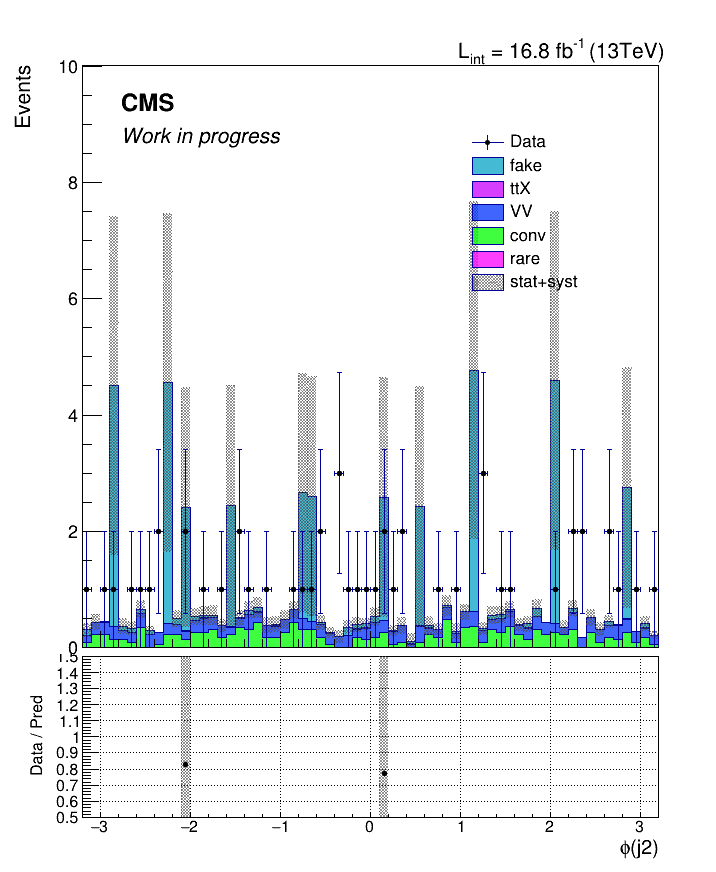 L_int = 16.8 fb^-1 (13TeV)
Events
10
CMS
Work in progress
Data
fake
ttX
VV
conv
rare
stat+syst
8
6
4
2
0
Data / Pred
1.5
1.4
1.3
1.2
1.1
1
0.9
0.8
0.7
0.6
0.5
−3 −2 −1 0 1 2 3
ϕ(j2)